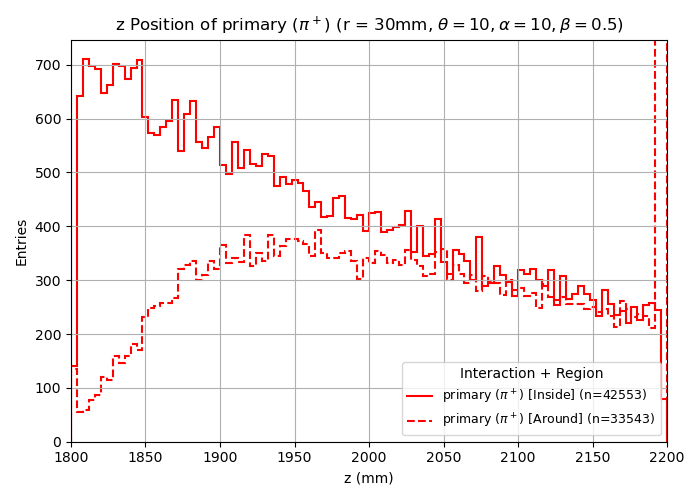 z Position of primary (π⁺) (r = 30mm, θ = 10, α = 10, β = 0.5)
Entries
700
600
500
400
300
200
100
0
Interaction + Region
primary (π⁺) [Inside] (n=42553)
primary (π⁺) [Around] (n=33543)
1800 1850 1900 1950 2000 2050 2100 2150 2200
z (mm)